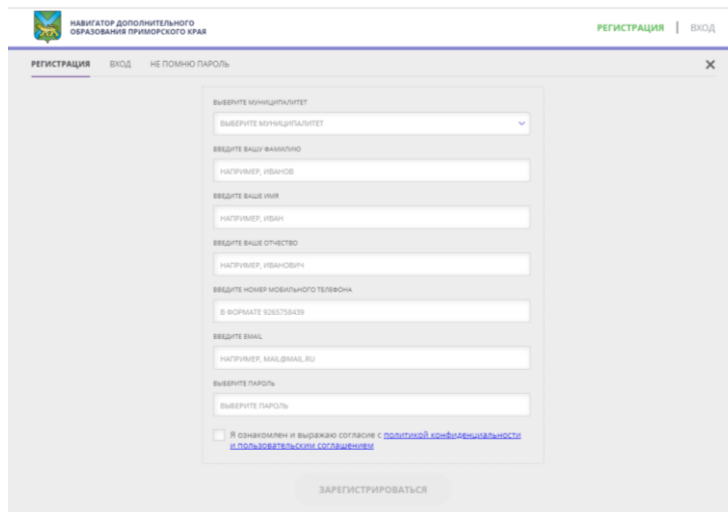 НАВИГАТОР ДОПОЛНИТЕЛЬНОГО
ОБРАЗОВАНИЯ ПРИМОРСКОГО КРАЯ
РЕГИСТРАЦИЯ | ВХОД
РЕГИСТРАЦИЯ ВХОД НЕ ПОМНЮ ПАРОЛЬ
ВЫБЕРИТЕ МУНИЦИПАЛИТЕТ
ВЫБЕРИТЕ МУНИЦИПАЛИТЕТ
ВВЕДИТЕ ВАШУ ФАМИЛИЮ
НАПРИМЕР, ИВАНОВ
ВВЕДИТЕ ВАШЕ ИМЯ
НАПРИМЕР, ИВАН
ВВЕДИТЕ ВАШЕ ОТЧЕСТВО
НАПРИМЕР, ИВАНОВИЧ
ВВЕДИТЕ НОМЕР МОБИЛЬНОГО ТЕЛЕФОНА
В ФОРМАТЕ 9265758439
ВВЕДИТЕ EMAIL
НАПРИМЕР, MAIL@MAIL.RU
ВЫБЕРИТЕ ПАРОЛЬ
ВЫБЕРИТЕ ПАРОЛЬ
Я ознакомлен и выражаю согласие с политикой конфиденциальности
и пользовательским соглашением
ЗАРЕГИСТРИРОВАТЬСЯ